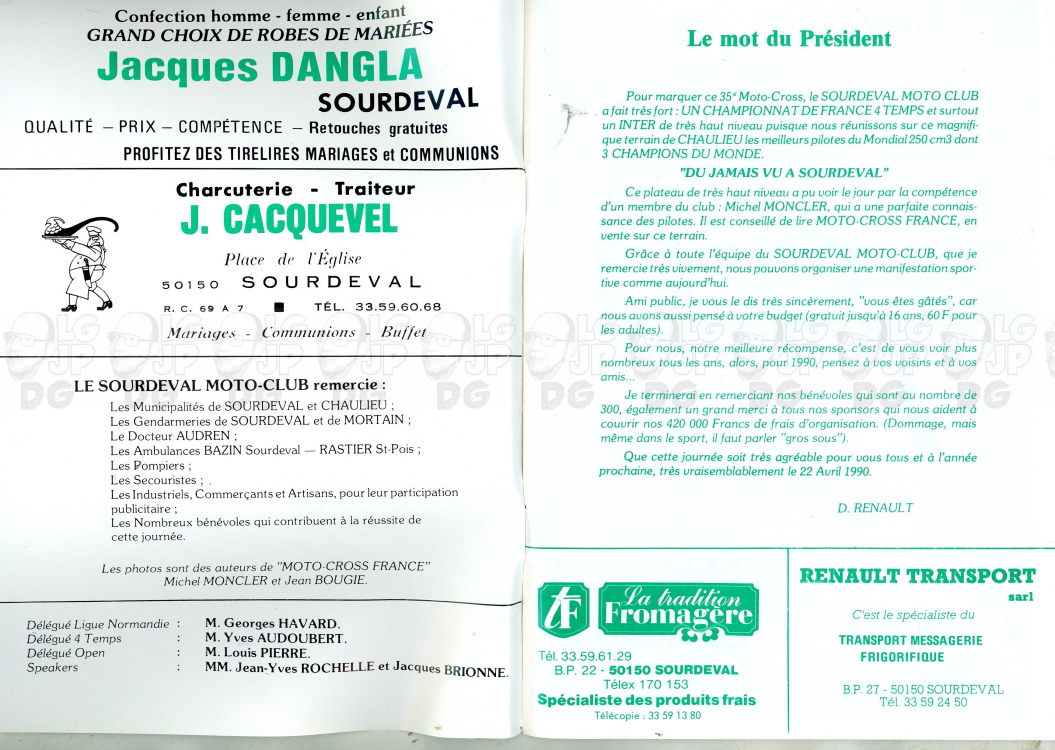 Confection homme - femme - enfant
GRAND CHOIX DE ROBES DE MARIÉES
Jacques DANGLA
SOURDEVAL
QUALITÉ – PRIX – COMPÉTENCE – Retouches gratuites
PROFITEZ DES TIRELIRES MARIAGES et COMMUNIONS
Charcuterie - Traiteur
J. CACQUEVEL
Place de l'Église
50150 SOURDEVAL
R. C. 69 A 7 ■ TÉL. 33.59.60.68
Mariages - Communions - Buffet
LE SOURDEVAL MOTO-CLUB remercie :
Les Municipalités de SOURDEVAL et CHAULIEU ;
Les Gendarmeries de SOURDEVAL et de MORTAIN ;
Le Docteur AUDREN ;
Les Ambulances BAZIN Sourdeval — RASTIER St-Pois ;
Les Pompiers ;
Les Secouristes ;
Les Industriels, Commerçants et Artisans, pour leur participation
publicitaire ;
Les Nombreux bénévoles qui contribuent à la réussite de
cette journée.
Les photos sont des auteurs de "MOTO-CROSS FRANCE"
Michel MONCLER et Jean BOUGIE.
Délégué Ligue Normandie : M. Georges HAVARD.
Délégué 4 Temps : M. Yves AUDOUBERT.
Délégué Open : M. Louis PIERRE.
Speakers : MM. Jean-Yves ROCHELLE et Jacques BRIONNE.
Le mot du Président
Pour marquer ce 35e Moto-Cross, le SOURDEVAL MOTO CLUB
a fait très fort : UN CHAMPIONNAT DE FRANCE 4 TEMPS et surtout
un INTER de très haut niveau puisque nous réunissons sur ce magnifi-
que terrain de CHAULIEU les meilleurs pilotes du Mondial 250 cm3 dont
3 CHAMPIONS DU MONDE.
"DU JAMAIS VU A SOURDEVAL"
Ce plateau de très haut niveau a pu voir le jour par la compétence
d'un membre du club : Michel MONCLER, qui a une parfaite connais-
sance des pilotes. Il est conseillé de lire MOTO-CROSS FRANCE, en
vente sur ce terrain.
Grâce à toute l'équipe du SOURDEVAL MOTO-CLUB, que je
remercie très vivement, nous pouvons organiser une manifestation spor-
tive comme aujourd'hui.
Ami public, je vous le dis très sincèrement, "vous êtes gâtés", car
nous avons aussi pensé à votre budget (gratuit jusqu'à 16 ans, 60 F pour
les adultes).
Pour nous, notre meilleure récompense, c'est de vous voir plus
nombreux tous les ans, alors, pour 1990, pensez à vos voisins et à vos
amis...
Je terminerai en remerciant nos bénévoles qui sont au nombre de
300, également un grand merci à tous nos sponsors qui nous aident à
couvrir nos 420 000 Francs de frais d'organisation. (Dommage, mais
même dans le sport, il faut parler "gros sous").
Que cette journée soit très agréable pour vous tous et à l'année
prochaine, très vraisemblablement le 22 Avril 1990.
D. RENAULT
tF
La tradition
Fromagère
Tél. 33.59.61.29
B.P. 22 - 50150 SOURDEVAL
Télex 170 153
Spécialiste des produits frais
Télécopie : 33 59 13 80
RENAULT TRANSPORT
sarl
C'est le spécialiste du
TRANSPORT MESSAGERIE
FRIGORIFIQUE
B.P. 27 - 50150 SOURDEVAL
Tél. 33 59 24 50
LG JP DG